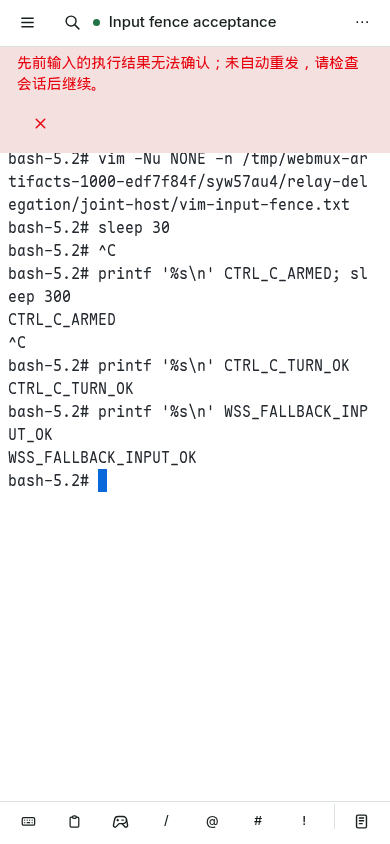 Input fence acceptance
先前输入的执行结果无法确认；未自动重发，请检查
会话后继续。
bash-5.2# vim -Nu NONE -n /tmp/webmux-ar
tifacts-1000-edf7f84f/syw57au4/relay-del
egation/joint-host/vim-input-fence.txt
bash-5.2# sleep 30
bash-5.2# ^C
bash-5.2# printf '%s\n' CTRL_C_ARMED; sl
eep 300
CTRL_C_ARMED
^C
bash-5.2# printf '%s\n' CTRL_C_TURN_OK
CTRL_C_TURN_OK
bash-5.2# printf '%s\n' WSS_FALLBACK_INP
UT_OK
WSS_FALLBACK_INPUT_OK
bash-5.2#
/ @ # !